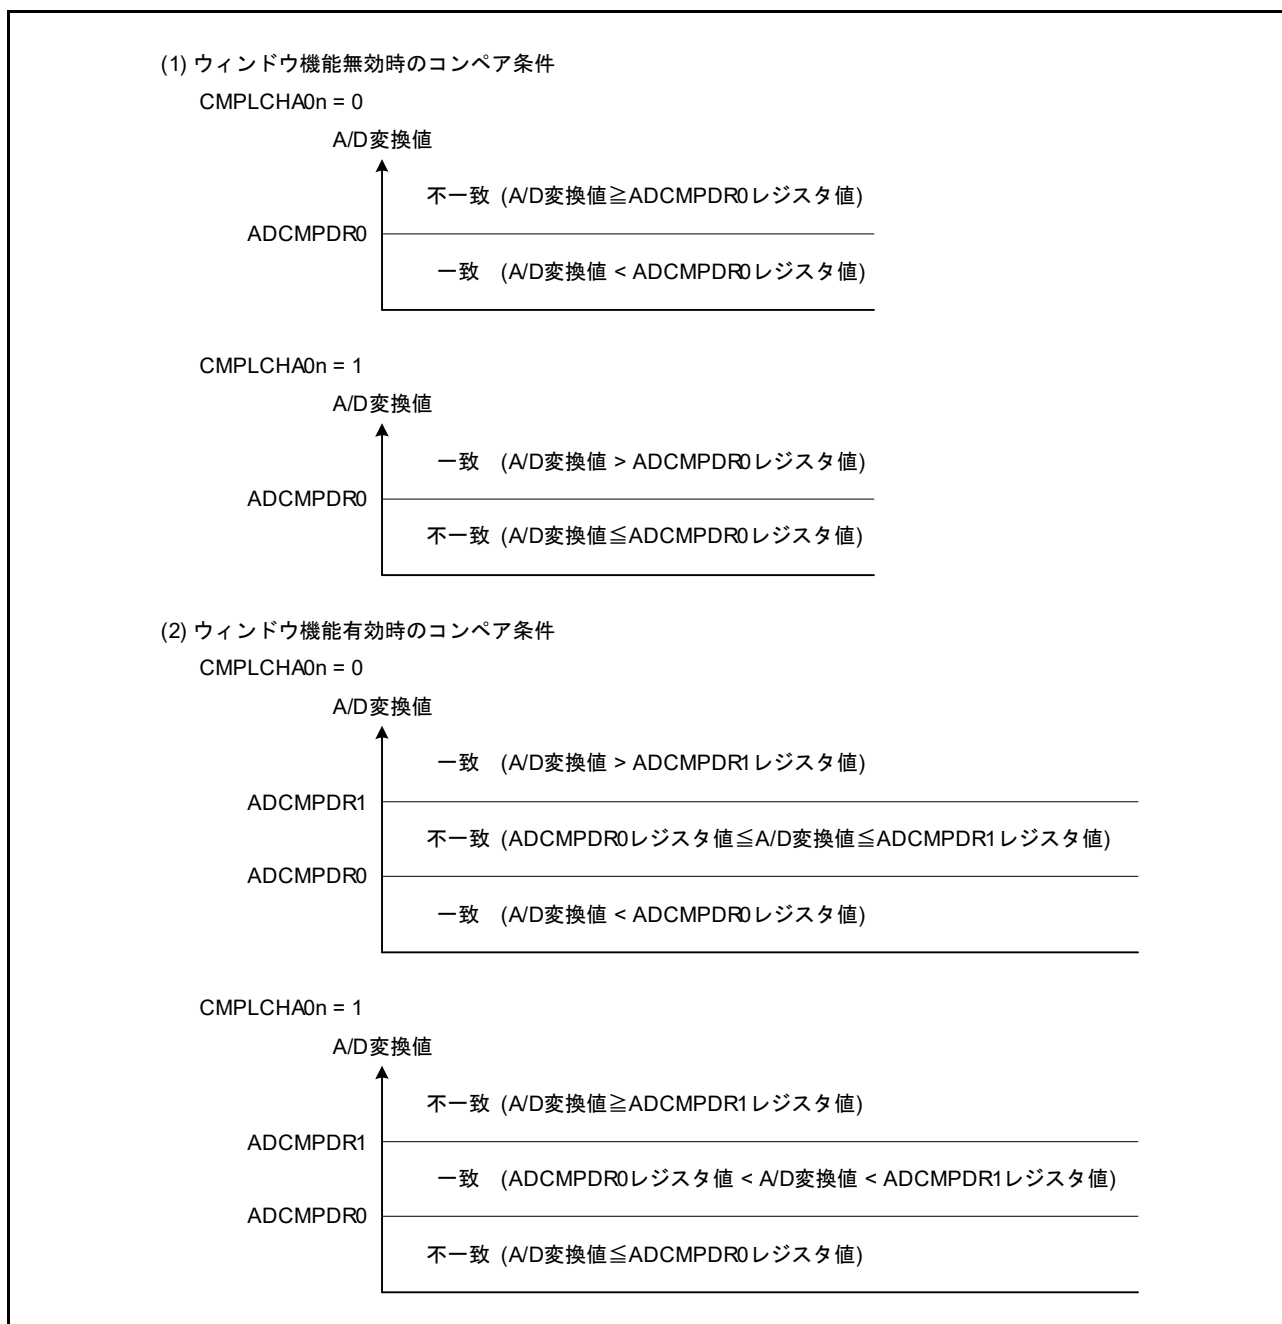 (1) ウィンドウ機能無効時のコンペア条件
CMPLCHA0n = 0
A/D変換値
不一致 (A/D変換値≧ADCMPDR0レジスタ値)
ADCMPDR0
一致 (A/D変換値 < ADCMPDR0レジスタ値)
CMPLCHA0n = 1
A/D変換値
一致 (A/D変換値 > ADCMPDR0レジスタ値)
ADCMPDR0
不一致 (A/D変換値≦ADCMPDR0レジスタ値)
(2) ウィンドウ機能有効時のコンペア条件
CMPLCHA0n = 0
A/D変換値
一致 (A/D変換値 > ADCMPDR1レジスタ値)
ADCMPDR1
不一致 (ADCMPDR0レジスタ値≦A/D変換値≦ADCMPDR1レジスタ値)
ADCMPDR0
一致 (A/D変換値 < ADCMPDR0レジスタ値)
CMPLCHA0n = 1
A/D変換値
不一致 (A/D変換値≧ADCMPDR1レジスタ値)
ADCMPDR1
一致 (ADCMPDR0レジスタ値 < A/D変換値 < ADCMPDR1レジスタ値)
ADCMPDR0
不一致 (A/D変換値≦ADCMPDR0レジスタ値)